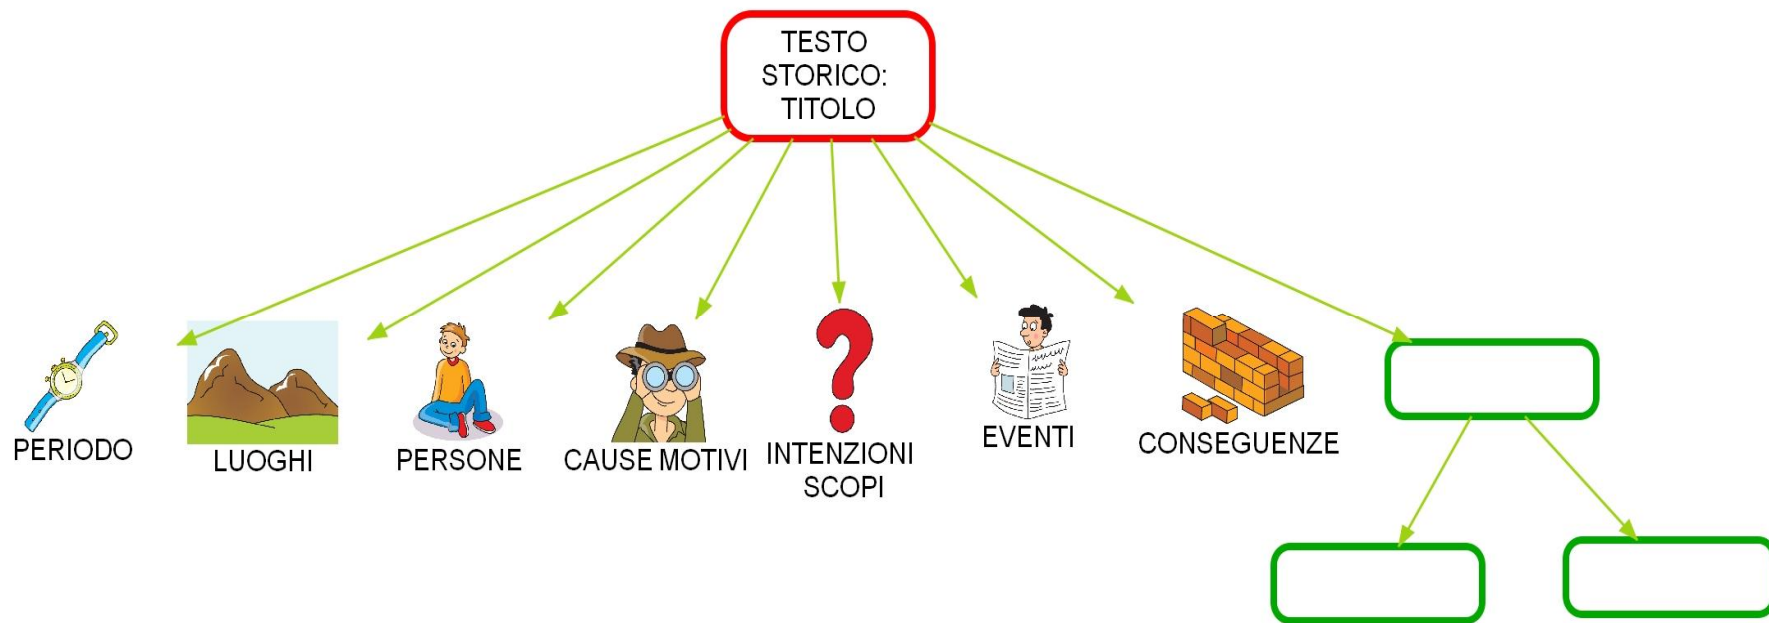 TESTO
STORICO:
TITOLO
PERIODO
LUOGHI
PERSONE
CAUSE MOTIVI
INTENZIONI
SCOPI
EVENTI
CONSEGUENZE